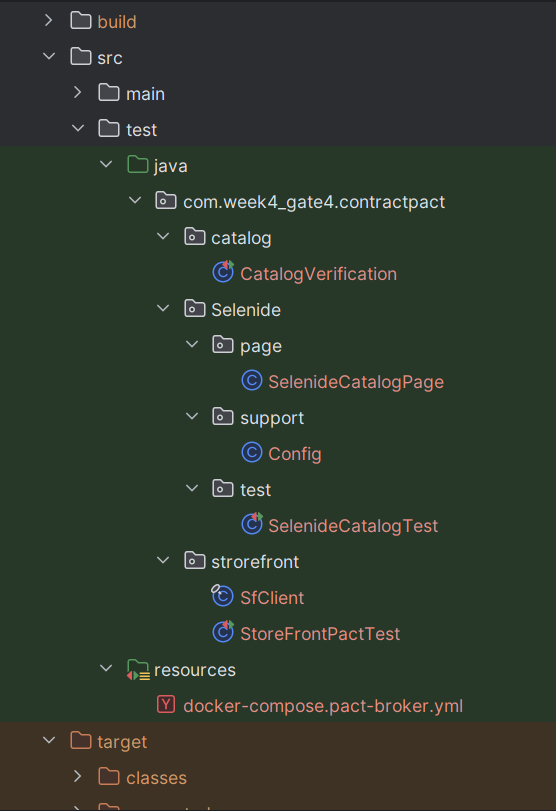 build
src
main
test
java
com.week4_gate4.contractpact
catalog
CatalogVerification
Selenide
page
SelenideCatalogPage
support
Config
test
SelenideCatalogTest
strorefront
SfClient
StoreFrontPactTest
resources
docker-compose.pact-broker.yml
target
classes